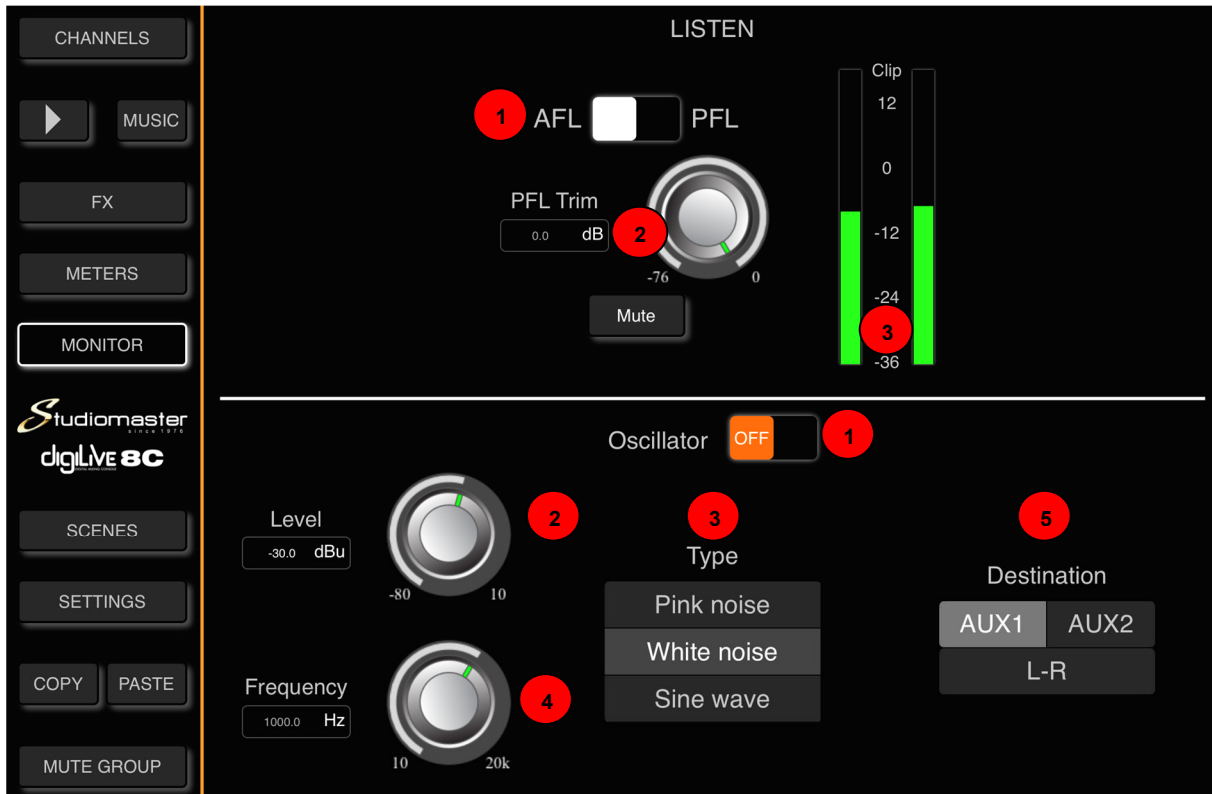 CHANNELS
MUSIC
FX
METERS
MONITOR
Studiomaster
since 1976
digiLiVE 8C
DIGITAL MIXING CONSOLE
SCENES
SETTINGS
COPY PASTE
MUTE GROUP
LISTEN
1 AFL PFL
PFL Trim
0.0 dB 2
-76 0
Mute
Clip
12
0
-12
-24
3
-36
Oscillator OFF 1
Level 2
-30.0 dBu
-80 10
Frequency 4
1000.0 Hz
10 20k
3
Type
Pink noise
White noise
Sine wave
5
Destination
AUX1 AUX2
L-R